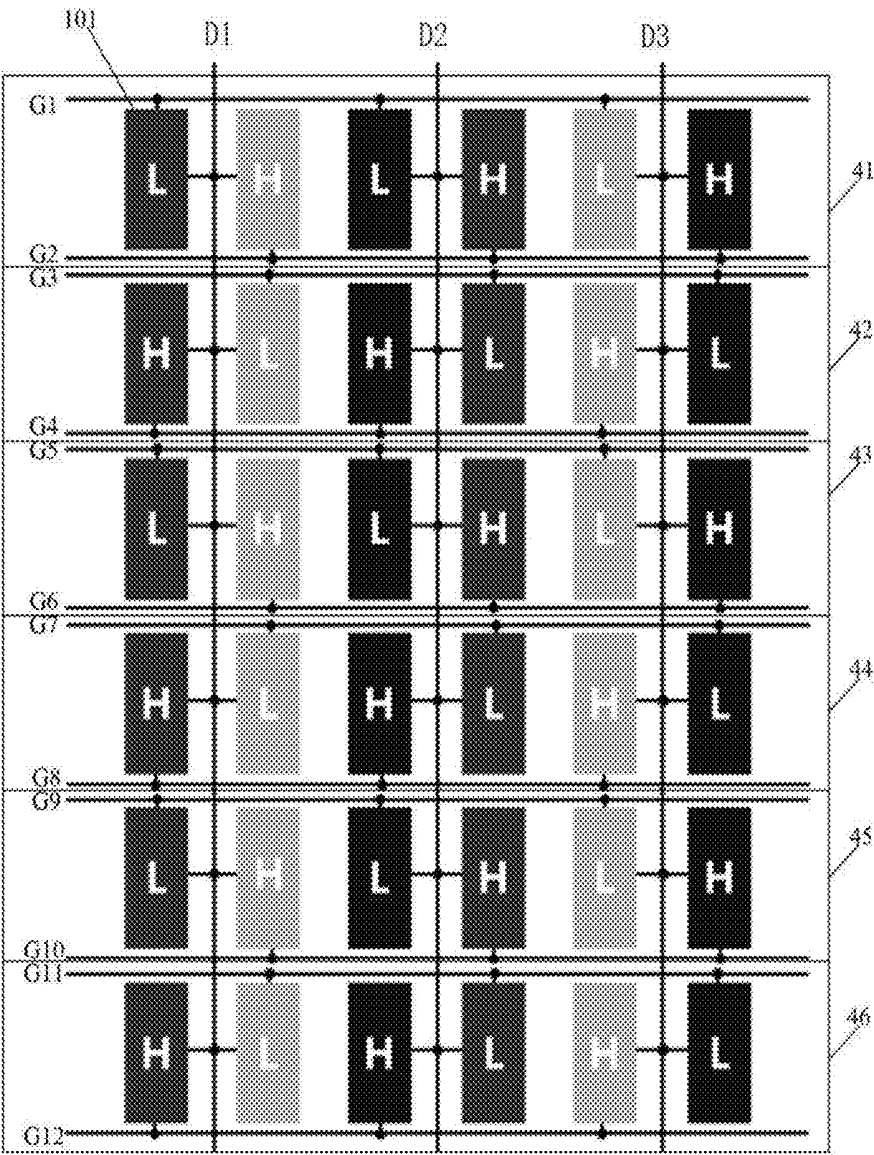 101
D1 D2 D3
G1
L H L H L H
41
G2
G3
H L H L H L
42
G4
G5
L H L H L H
43
G6
G7
H L H L H L
44
G8
G9
L H L H L H
45
G10
G11
H L H L H L
46
G12